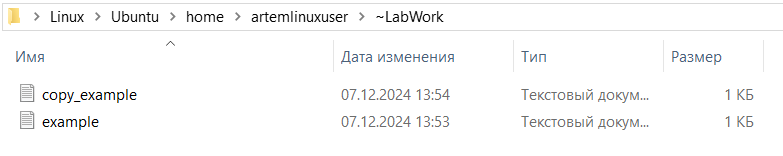 Linux > Ubuntu > home > artemlinuxuser > ~LabWork
Имя Дата изменения Тип Размер
copy_example 07.12.2024 13:54 Текстовый докум... 1 КБ
example 07.12.2024 13:53 Текстовый докум... 1 КБ